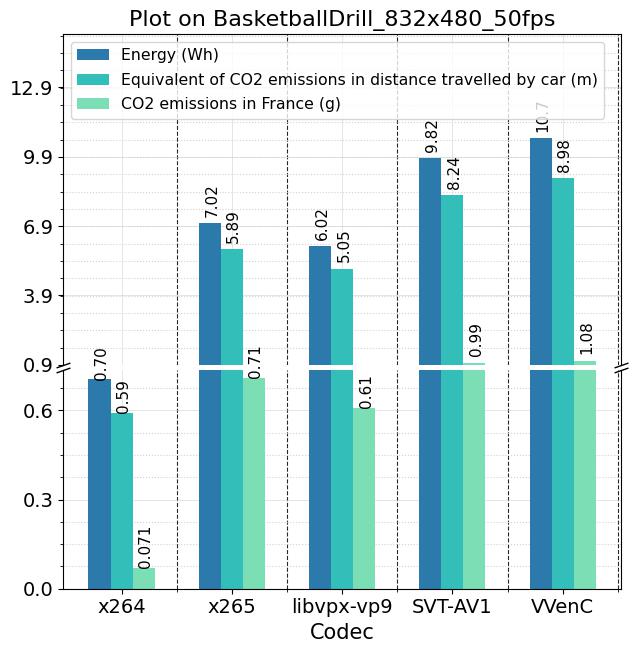 Plot on BasketballDrill_832x480_50fps
Energy (Wh)
Equivalent of CO2 emissions in distance travelled by car (m)
CO2 emissions in France (g)
12.9
9.9
6.9
3.9
0.9
0.6
0.3
0.0
0.70
0.59
0.071
7.02
5.89
0.71
6.02
5.05
0.61
9.82
8.24
0.99
10.7
8.98
1.08
x264
x265
libvpx-vp9
SVT-AV1
VVenC
Codec